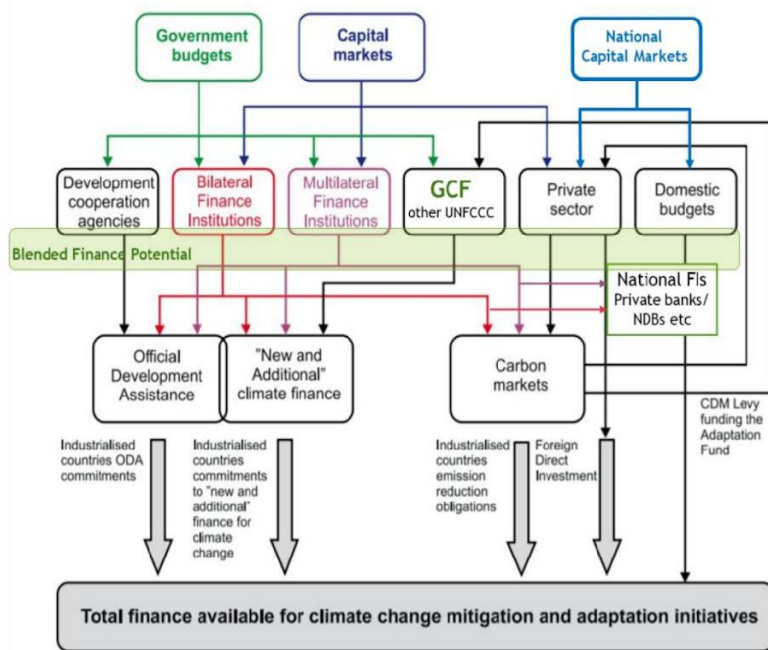 Government
budgets
Capital
markets
National
Capital Markets
Development
cooperation
agencies
Bilateral
Finance
Institutions
Multilateral
Finance
Institutions
GCF
other UNFCCC
Private
sector
Domestic
budgets
Blended Finance Potential
National FIs
Private banks/
NDBs etc
Official
Development
Assistance
"New and
Additional"
climate finance
Carbon
markets
CDM Levy
funding the
Adaptation
Fund
Industrialised
countries ODA
commitments
Industrialised
countries
commitments
to "new and
additional"
finance for
climate
change
Industrialised
countries
emission
reduction
obligations
Foreign
Direct
Investment
Total finance available for climate change mitigation and adaptation initiatives